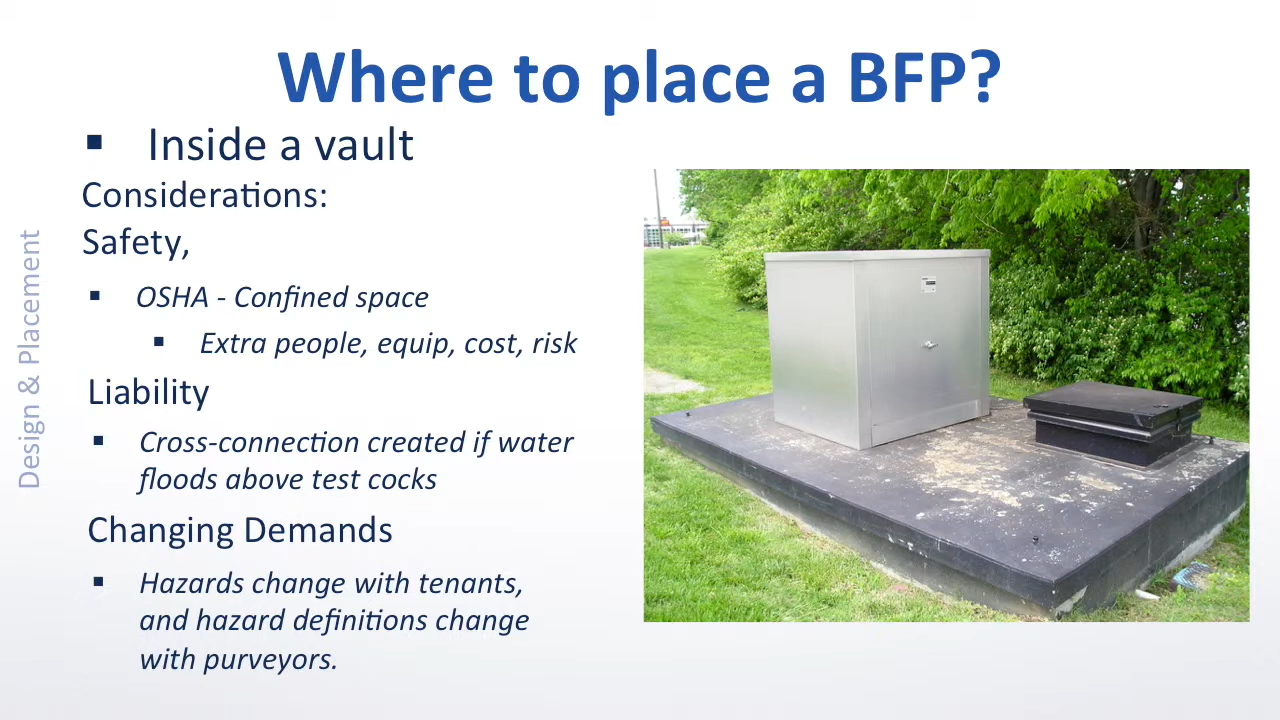 Where to place a BFP?
▪ Inside a vault
Considerations:
Safety,
▪ OSHA - Confined space
▪ Extra people, equip, cost, risk
Liability
▪ Cross-connection created if water
floods above test cocks
Changing Demands
▪ Hazards change with tenants,
and hazard definitions change
with purveyors.
Design & Placement